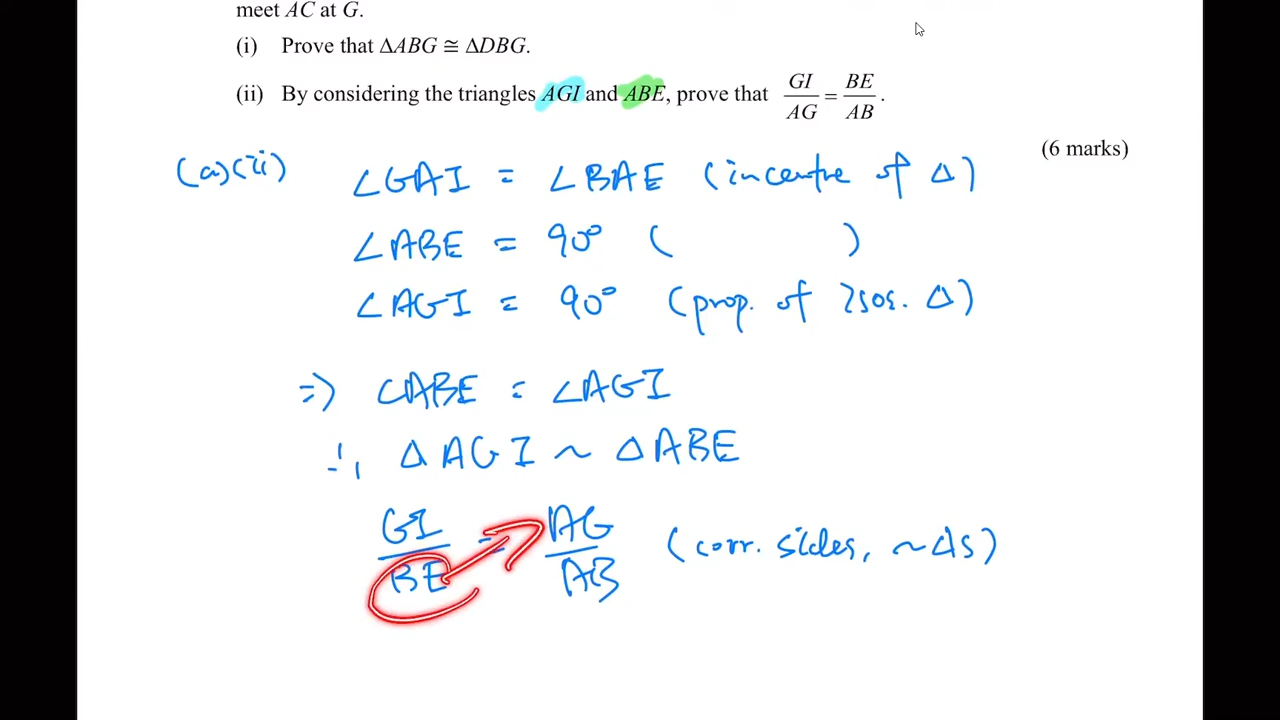 meet AC at G.
(i) Prove that ΔABG ≅ ΔDBG.
(ii) By considering the triangles AGI and ABE, prove that GI/AG = BE/AB.
(6 marks)
(a)(ii) ∠GAI = ∠BAE (incentre of Δ)
∠ABE = 90° ( )
∠AGI = 90° (prop. of isos. Δ)
=> ∠ABE = ∠AGI
∴ Δ AGI ~ Δ ABE
GI/BE = AG/AB (corr. sides, ~Δs)